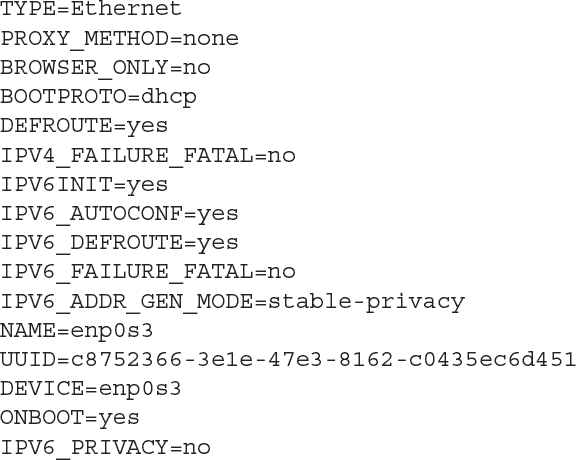 TYPE=Ethernet
PROXY_METHOD=none
BROWSER_ONLY=no
BOOTPROTO=dhcp
DEFROUTE=yes
IPV4_FAILURE_FATAL=no
IPV6INIT=yes
IPV6_AUTOCONF=yes
IPV6_DEFROUTE=yes
IPV6_FAILURE_FATAL=no
IPV6_ADDR_GEN_MODE=stable-privacy
NAME=enp0s3
UUID=c8752366-3e1e-47e3-8162-c0435ec6d451
DEVICE=enp0s3
ONBOOT=yes
IPV6_PRIVACY=no